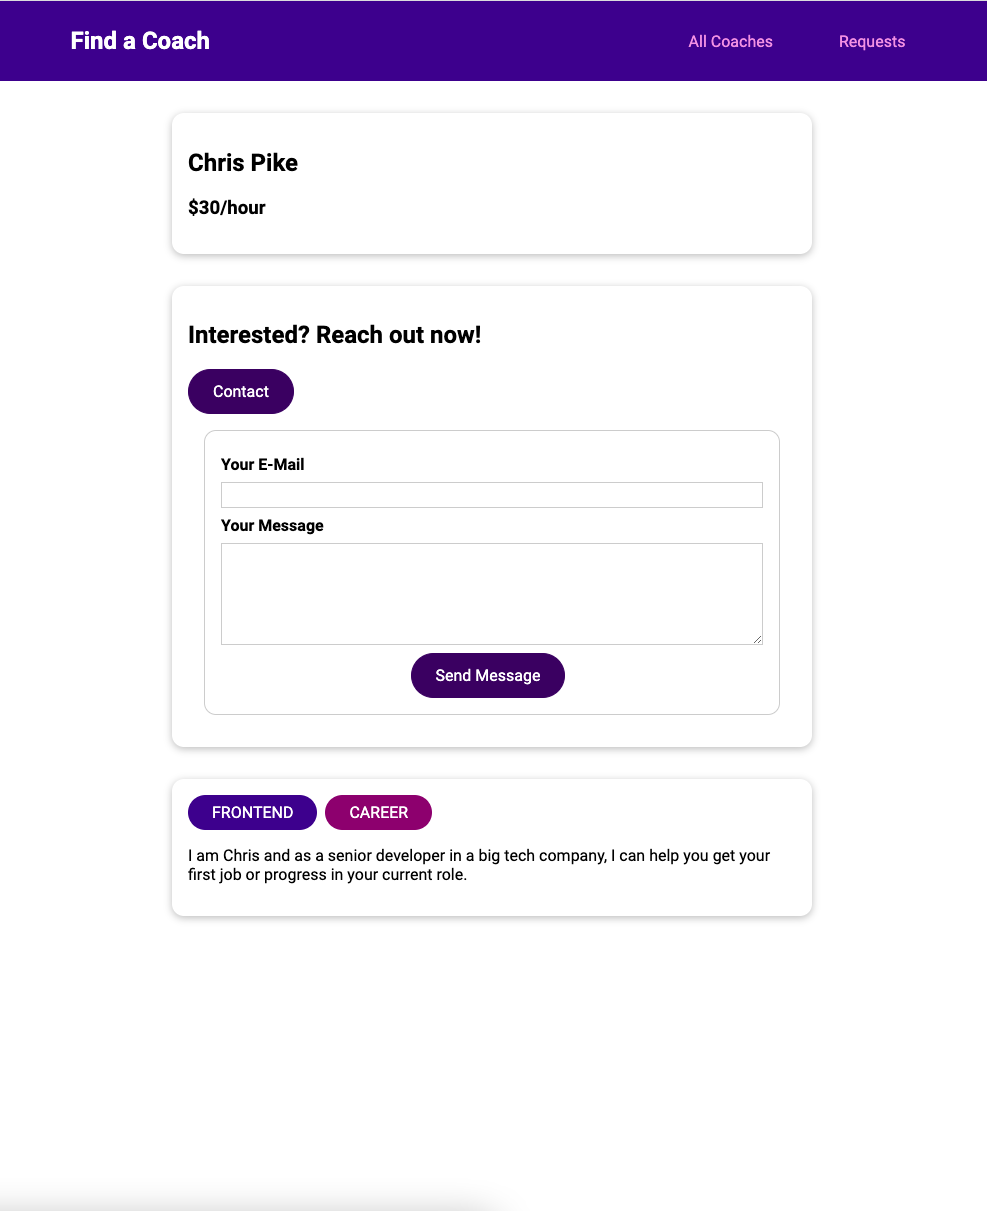 Find a Coach
All Coaches
Requests
Chris Pike
$30/hour
Interested? Reach out now!
Contact
Your E-Mail
Your Message
Send Message
FRONTEND
CAREER
I am Chris and as a senior developer in a big tech company, I can help you get your
first job or progress in your current role.